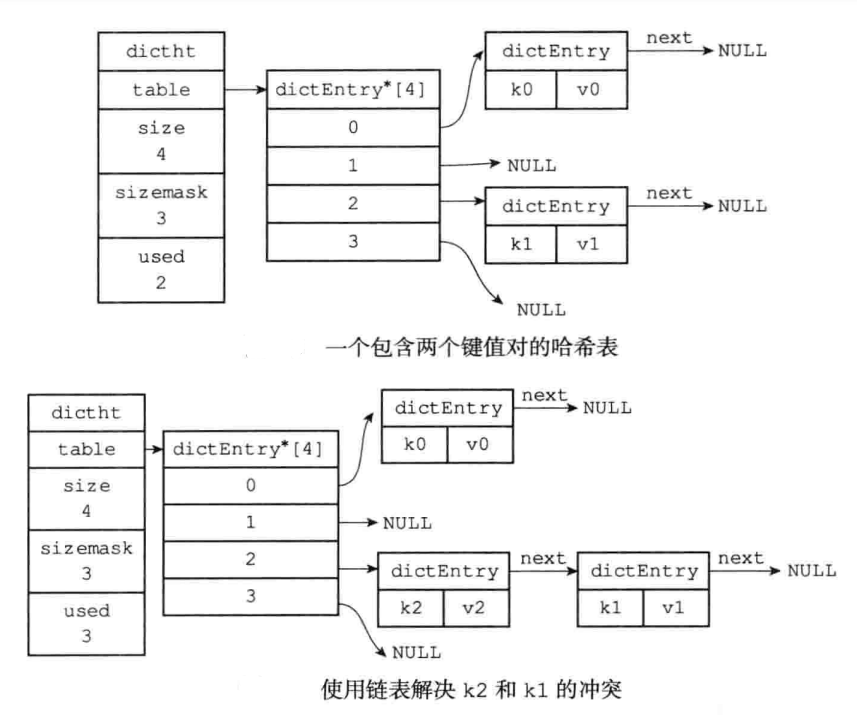 dictht
table
size
4
sizemask
3
used
2
dictEntry*[4]
0
1
2
3
dictEntry
k0 v0
next
NULL
NULL
dictEntry
k1 v1
next
NULL
NULL
一个包含两个键值对的哈希表
dictht
table
size
4
sizemask
3
used
3
dictEntry*[4]
0
1
2
3
dictEntry
k0 v0
next
NULL
NULL
dictEntry
k2 v2
next
dictEntry
k1 v1
next
NULL
NULL
使用链表解决 k2 和 k1 的冲突